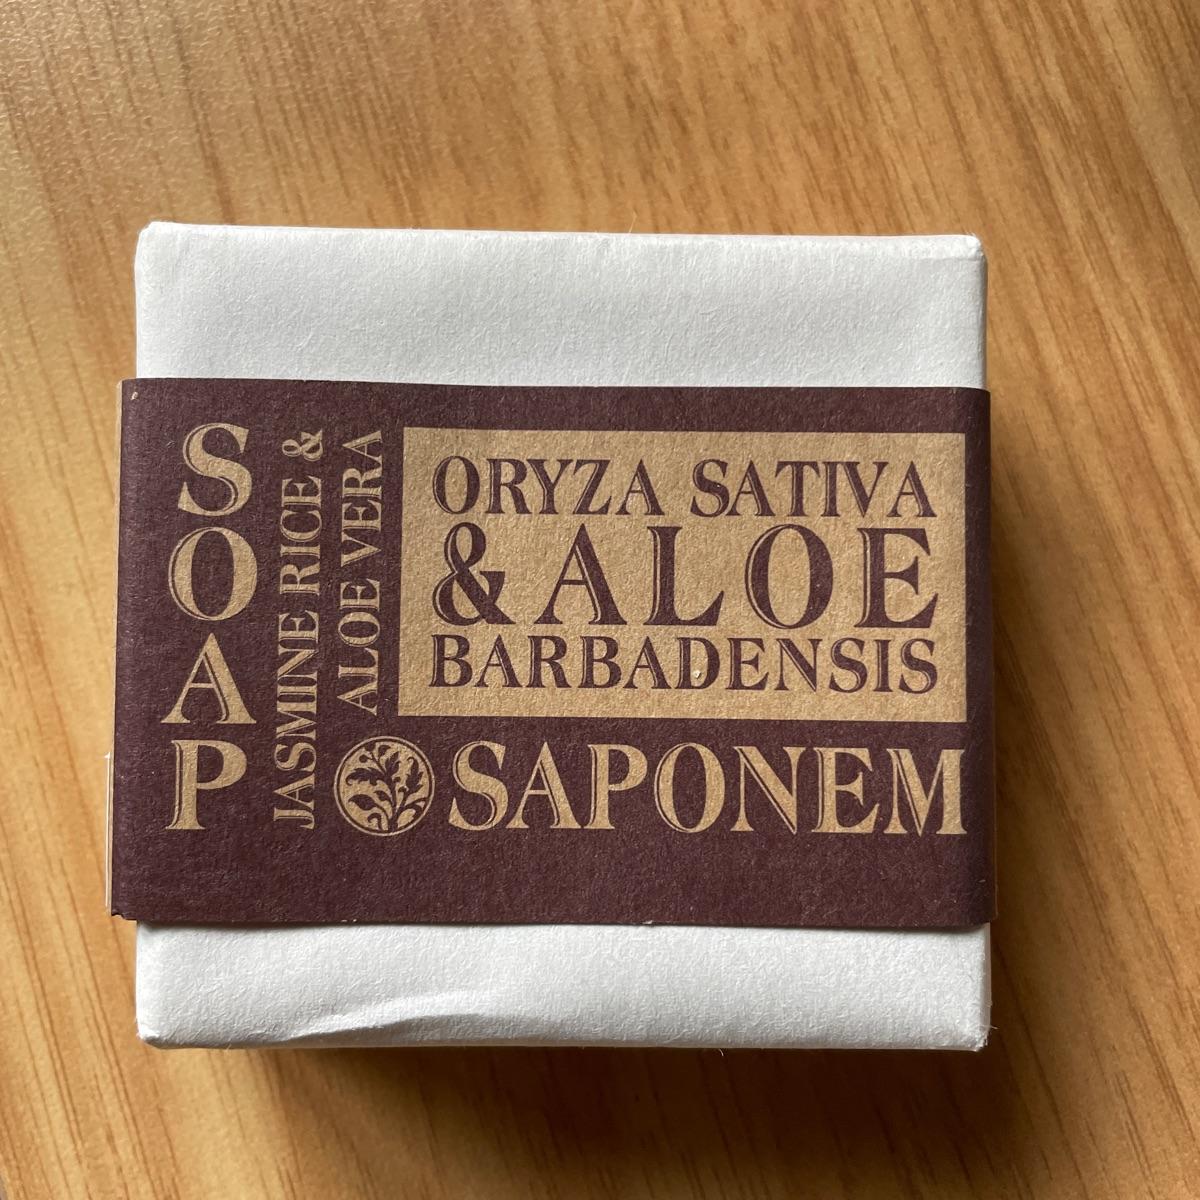 SOAP
JASMINE RICE &
ALOE VERA
ORYZA SATIVA
& ALOE
BARBADENSIS
SAPONEM